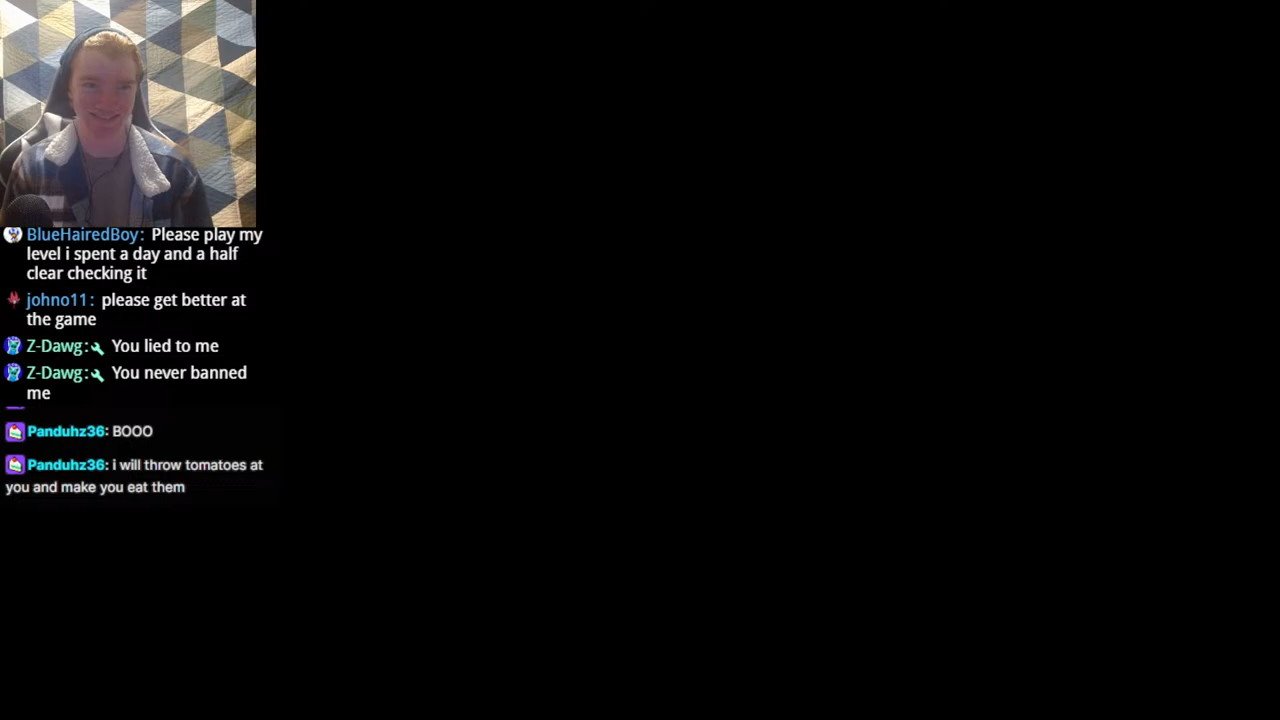 BlueHairedBoy: Please play my
level i spent a day and a half
clear checking it
johno11: please get better at
the game
Z-Dawg: You lied to me
Z-Dawg: You never banned
me
Panduhz36: BOOO
Panduhz36: i will throw tomatoes at
you and make you eat them